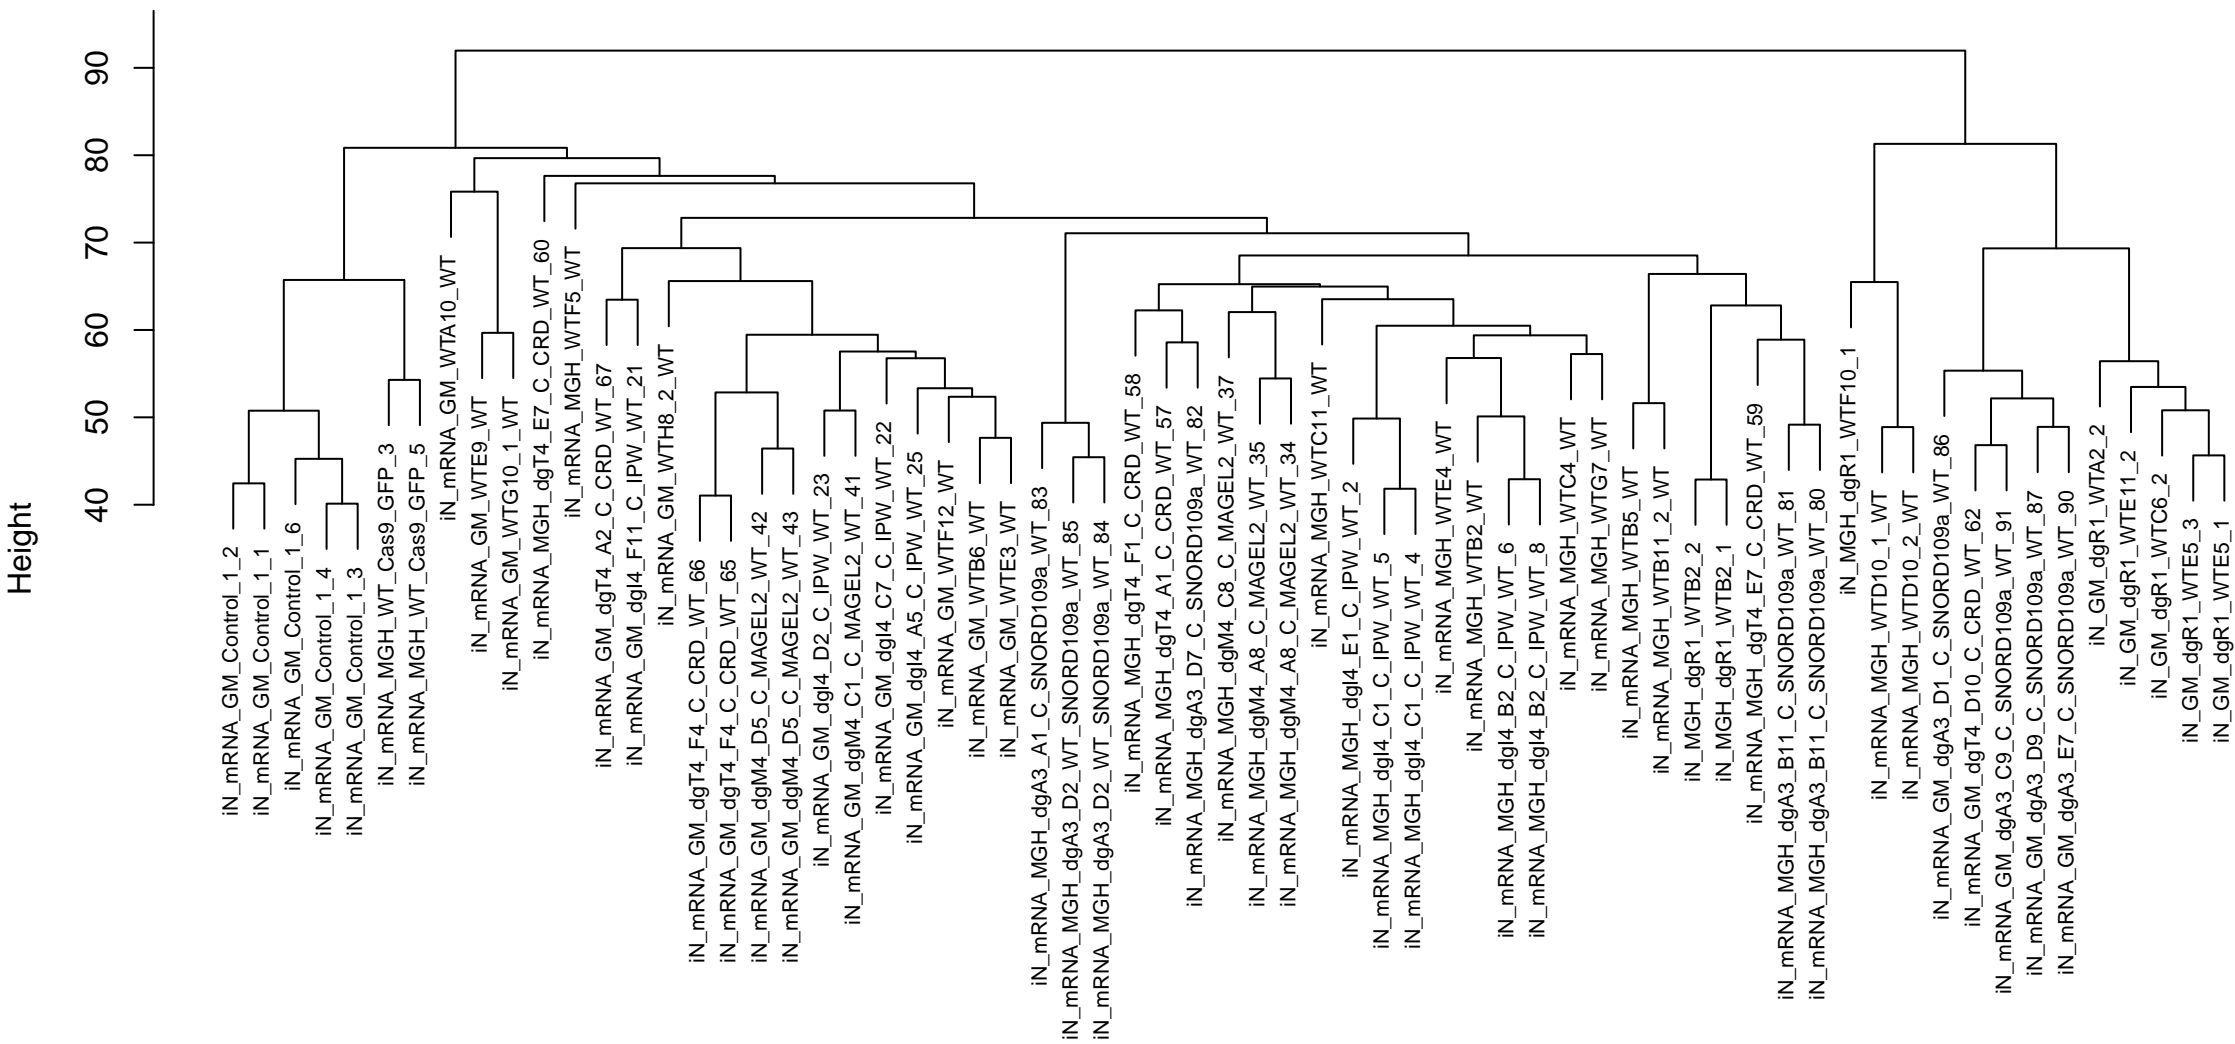 Height
90
80
70
60
50
40
iN_mRNA_GM_Control_1_2
iN_mRNA_GM_Control_1_1
iN_mRNA_GM_Control_1_6
iN_mRNA_GM_Control_1_4
iN_mRNA_GM_Control_1_3
iN_mRNA_MGH_WT_Cas9_GFP_3
iN_mRNA_MGH_WT_Cas9_GFP_5
iN_mRNA_GM_WTA10_WT
iN_mRNA_GM_WTE9_WT
iN_mRNA_GM_WTG10_1_WT
iN_mRNA_MGH_dgT4_E7_C_CRD_WT_60
iN_mRNA_MGH_WTF5_WT
iN_mRNA_GM_dgT4_A2_C_CRD_WT_67
iN_mRNA_GM_dgI4_F11_C_IPW_WT_21
iN_mRNA_GM_WTH8_2_WT
iN_mRNA_GM_dgT4_F4_C_CRD_WT_66
iN_mRNA_GM_dgT4_F4_C_CRD_WT_65
iN_mRNA_GM_dgM4_D5_C_MAGEL2_WT_42
iN_mRNA_GM_dgM4_D5_C_MAGEL2_WT_43
iN_mRNA_GM_dgI4_D2_C_IPW_WT_23
iN_mRNA_GM_dgM4_C1_C_MAGEL2_WT_41
iN_mRNA_GM_dgI4_C7_C_IPW_WT_22
iN_mRNA_GM_dgI4_A5_C_IPW_WT_25
iN_mRNA_GM_WTF12_WT
iN_mRNA_GM_WTB6_WT
iN_mRNA_GM_WTE3_WT
iN_mRNA_MGH_dgA3_A1_C_SNORD109a_WT_83
iN_mRNA_MGH_dgA3_D2_WT_SNORD109a_WT_85
iN_mRNA_MGH_dgA3_D2_WT_SNORD109a_WT_84
iN_mRNA_MGH_dgT4_F1_C_CRD_WT_58
iN_mRNA_MGH_dgT4_A1_C_CRD_WT_57
iN_mRNA_MGH_dgA3_D7_C_SNORD109a_WT_82
iN_mRNA_MGH_dgM4_C8_C_MAGEL2_WT_37
iN_mRNA_MGH_dgM4_A8_C_MAGEL2_WT_35
iN_mRNA_MGH_dgM4_A8_C_MAGEL2_WT_34
iN_mRNA_MGH_WTC11_WT
iN_mRNA_MGH_dgI4_E1_C_IPW_WT_2
iN_mRNA_MGH_dgI4_C1_C_IPW_WT_5
iN_mRNA_MGH_dgI4_C1_C_IPW_WT_4
iN_mRNA_MGH_WTE4_WT
iN_mRNA_MGH_WTB2_WT
iN_mRNA_MGH_dgI4_B2_C_IPW_WT_6
iN_mRNA_MGH_dgI4_B2_C_IPW_WT_8
iN_mRNA_MGH_WTC4_WT
iN_mRNA_MGH_WTG7_WT
iN_mRNA_MGH_WTB5_WT
iN_mRNA_MGH_WTB11_2_WT
iN_MGH_dgR1_WTB2_2
iN_MGH_dgR1_WTB2_1
iN_mRNA_MGH_dgT4_E7_C_CRD_WT_59
iN_mRNA_MGH_dgA3_B11_C_SNORD109a_WT_81
iN_mRNA_MGH_dgA3_B11_C_SNORD109a_WT_80
iN_MGH_dgR1_WTF10_1
iN_mRNA_MGH_WTD10_1_WT
iN_mRNA_MGH_WTD10_2_WT
iN_mRNA_GM_dgA3_D1_C_SNORD109a_WT_86
iN_mRNA_GM_dgT4_D10_C_CRD_WT_62
iN_mRNA_GM_dgA3_C9_C_SNORD109a_WT_91
iN_mRNA_GM_dgA3_D9_C_SNORD109a_WT_87
iN_mRNA_GM_dgA3_E7_C_SNORD109a_WT_90
iN_GM_dgR1_WTA2_2
iN_GM_dgR1_WTE11_2
iN_GM_dgR1_WTC6_2
iN_GM_dgR1_WTE5_3
iN_GM_dgR1_WTE5_1